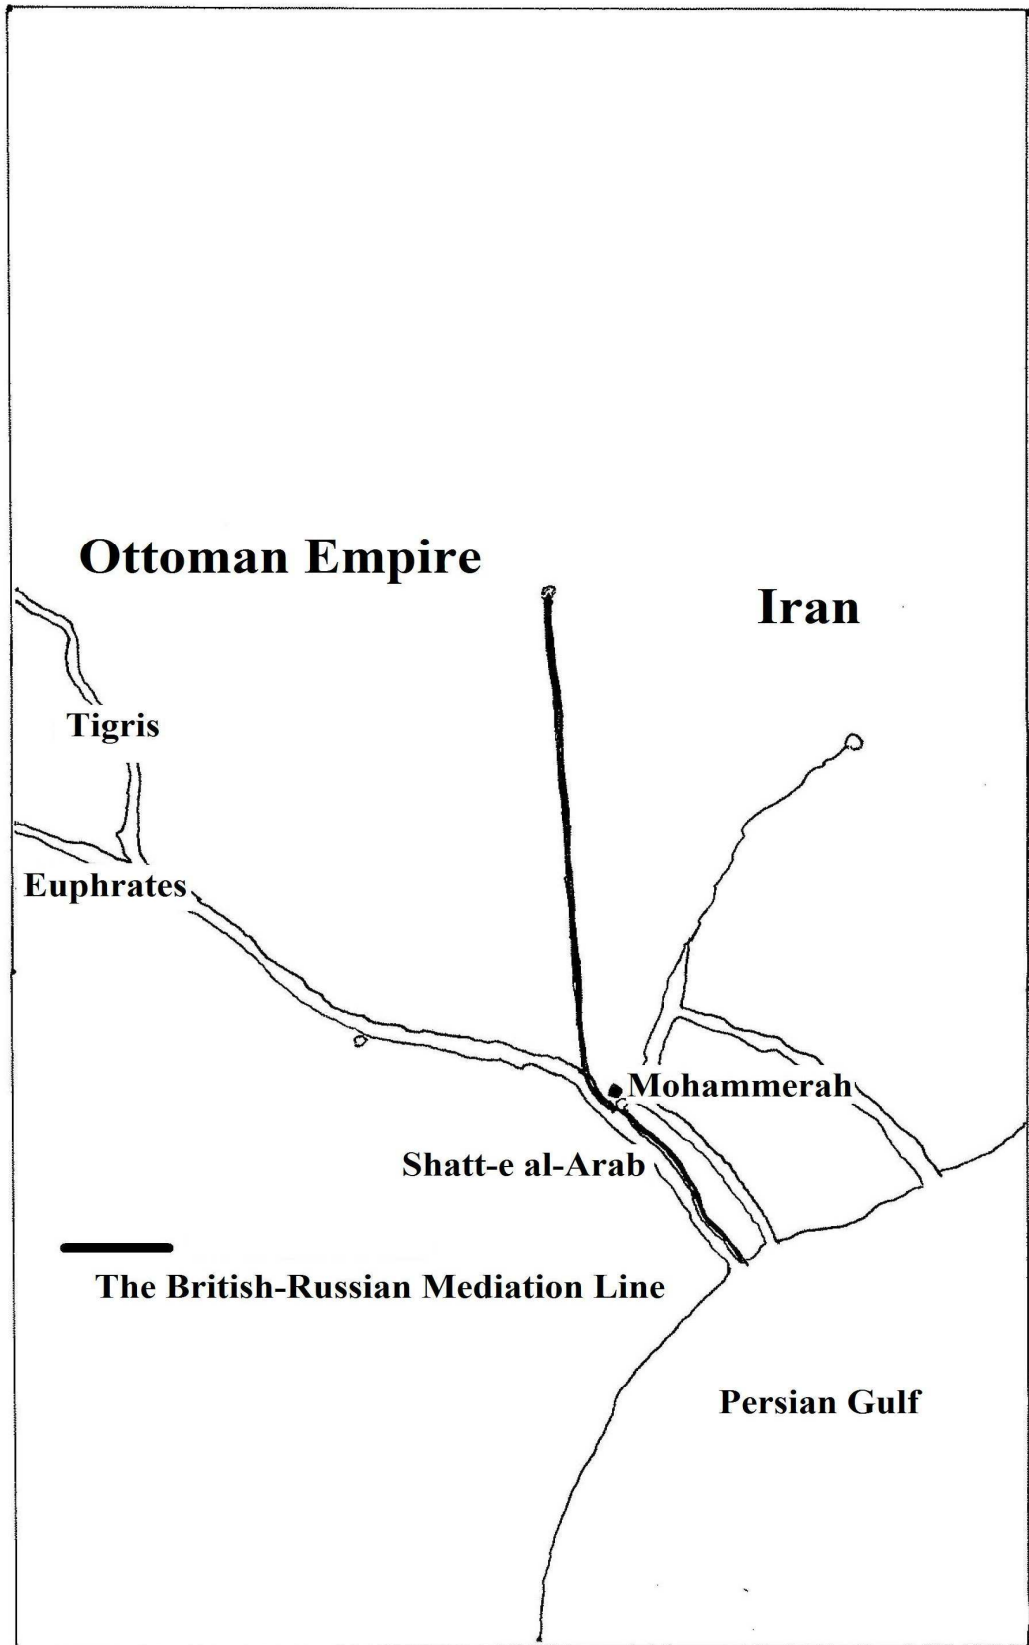 Ottoman Empire
Iran
Tigris
Euphrates
Mohammerah
Shatt-e al-Arab
The British-Russian Mediation Line
Persian Gulf